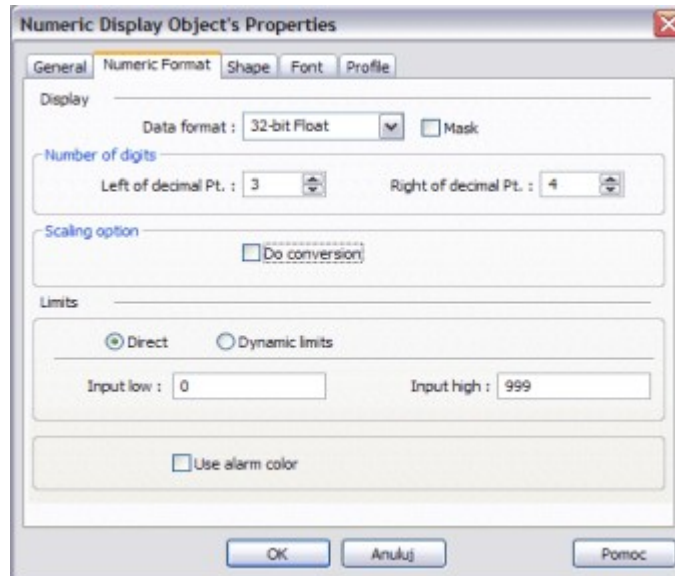 Numeric Display Object's Properties
General Numeric Format Shape Font Profile
Display
Data format : 32-bit Float Mask
Number of digits
Left of decimal Pt. : 3 Right of decimal Pt. : 4
Scaling option
Do conversion
Limits
Direct Dynamic limits
Input low : 0 Input high : 999
Use alarm color
OK Anuluj Pomoc